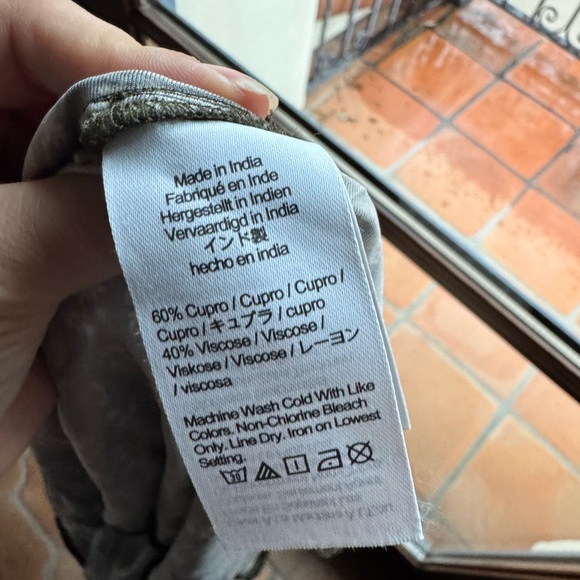 Made in India
Fabriqué en Inde
Hergestellt in Indien
Vervaardigd in India
インド製
hecho en india
60% Cupro / Cupro / Cupro /
Cupro / キュプラ / cupro
40% Viscose / Viscose /
Viskose / Viscose / レーヨン
/ viscosa
Machine Wash Cold With Like
Colors. Non-Chlorine Bleach
Only. Line Dry. Iron on Lowest
Setting.